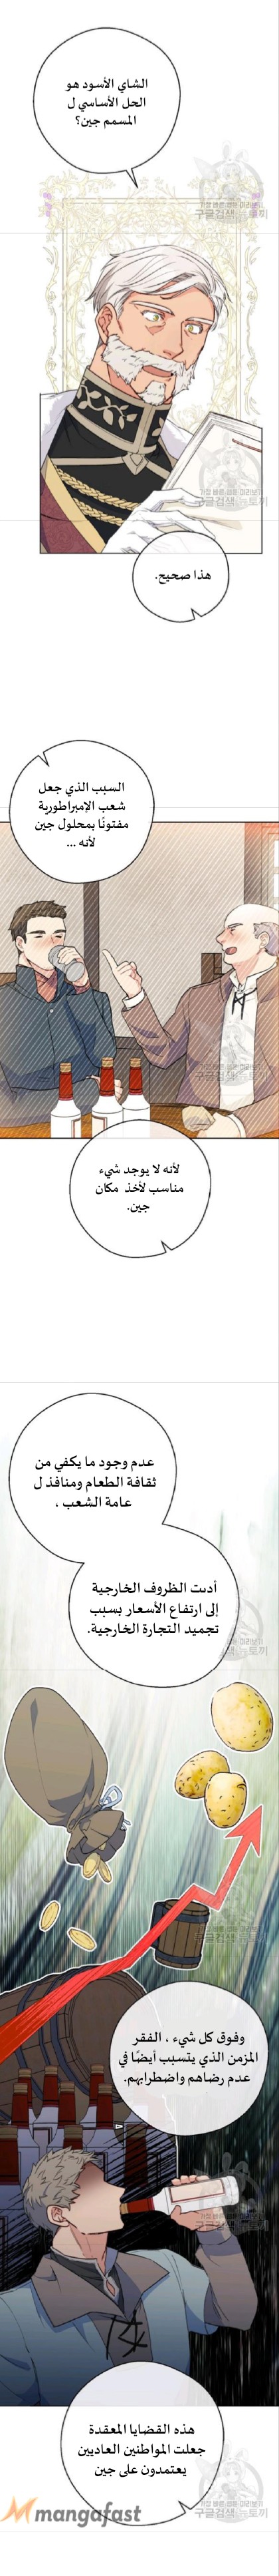 الشاي الأسود هو
الحل الأساسي ل
المسمم جين؟
هذا صحيح.
السبب الذي جعل
شعب الإمبراطورية
مفتونًا بمحلول جين
لأنه ...
لأنه لا يوجد شيء
مناسب لأخذ مكان
جين.
عدم وجود ما يكفي من
ثقافة الطعام ومنافذ ل
عامة الشعب ،
أدت الظروف الخارجية
إلى ارتفاع الأسعار بسبب
تجميد التجارة الخارجية.
وفوق كل شيء ، الفقر
المزمن الذي يتسبب أيضًا في
عدم رضاهم واضطرابهم.
هذه القضايا المعقدة
جعلت المواطنين العاديين
يعتمدون على جين
mangafast